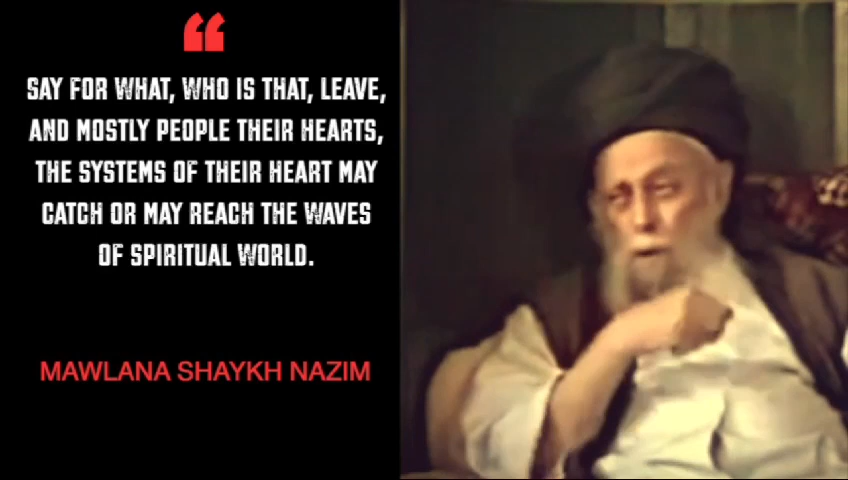 “
SAY FOR WHAT, WHO IS THAT, LEAVE,
AND MOSTLY PEOPLE THEIR HEARTS,
THE SYSTEMS OF THEIR HEART MAY
CATCH OR MAY REACH THE WAVES
OF SPIRITUAL WORLD.
MAWLANA SHAYKH NAZIM